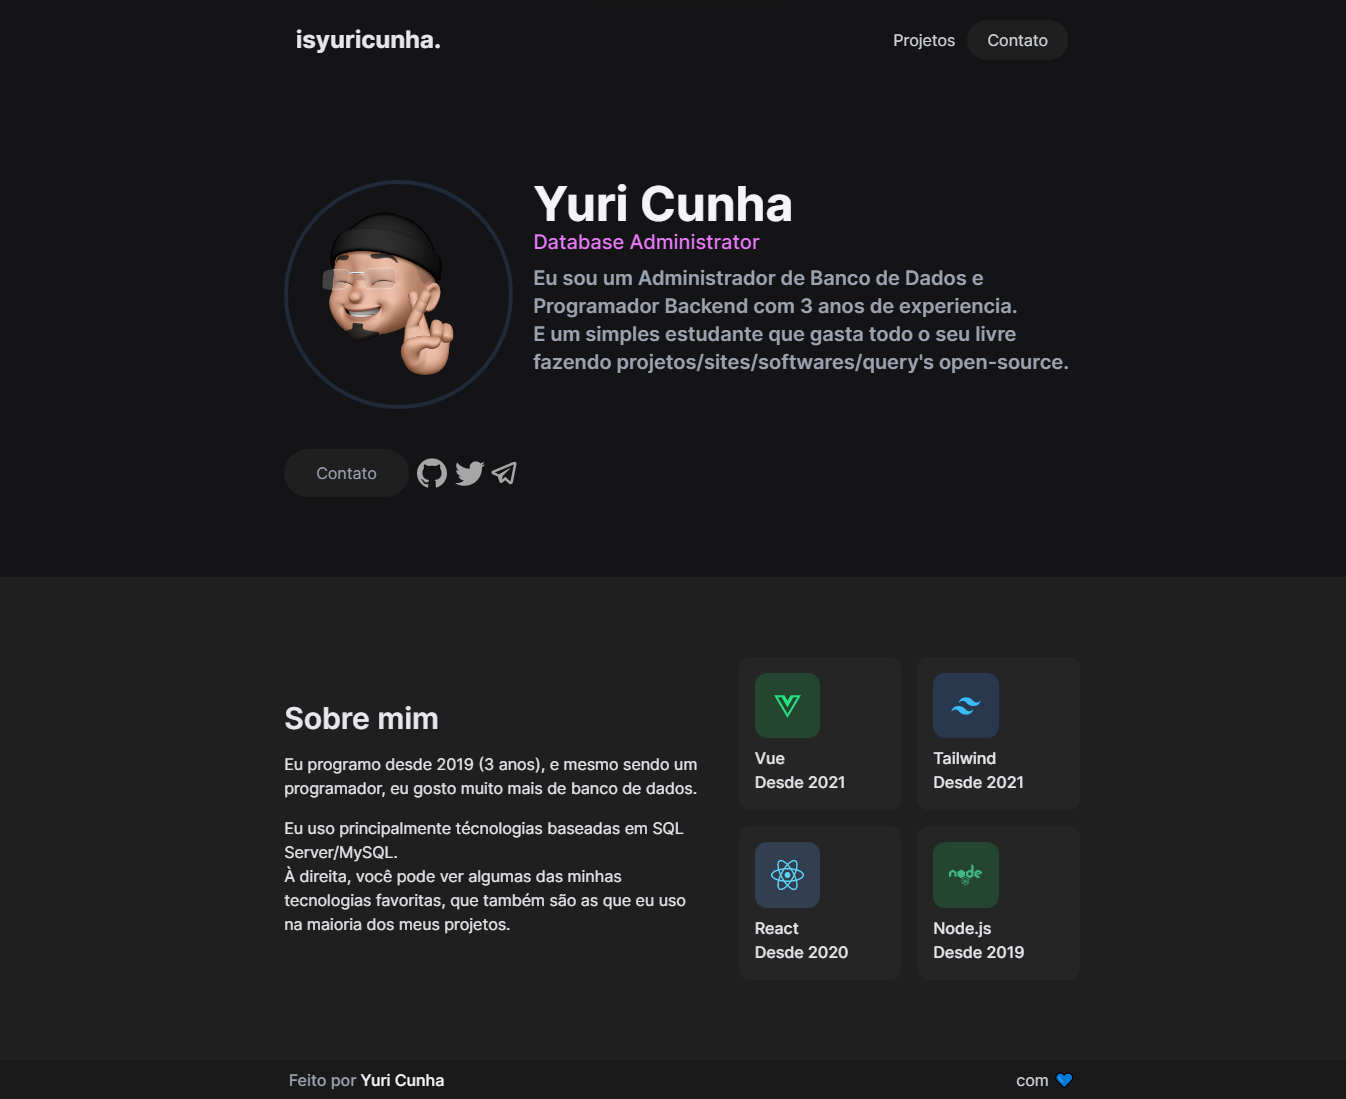 isyuricunha.
Projetos
Contato
Yuri Cunha
Database Administrator
Eu sou um Administrador de Banco de Dados e
Programador Backend com 3 anos de experiencia.
E um simples estudante que gasta todo o seu livre
fazendo projetos/sites/softwares/query's open-source.
Contato
Sobre mim
Eu programo desde 2019 (3 anos), e mesmo sendo um
programador, eu gosto muito mais de banco de dados.
Eu uso principalmente técnologias baseadas em SQL
Server/MySQL.
À direita, você pode ver algumas das minhas
tecnologias favoritas, que também são as que eu uso
na maioria dos meus projetos.
Vue
Desde 2021
Tailwind
Desde 2021
React
Desde 2020
node
Node.js
Desde 2019
Feito por Yuri Cunha
com 💙